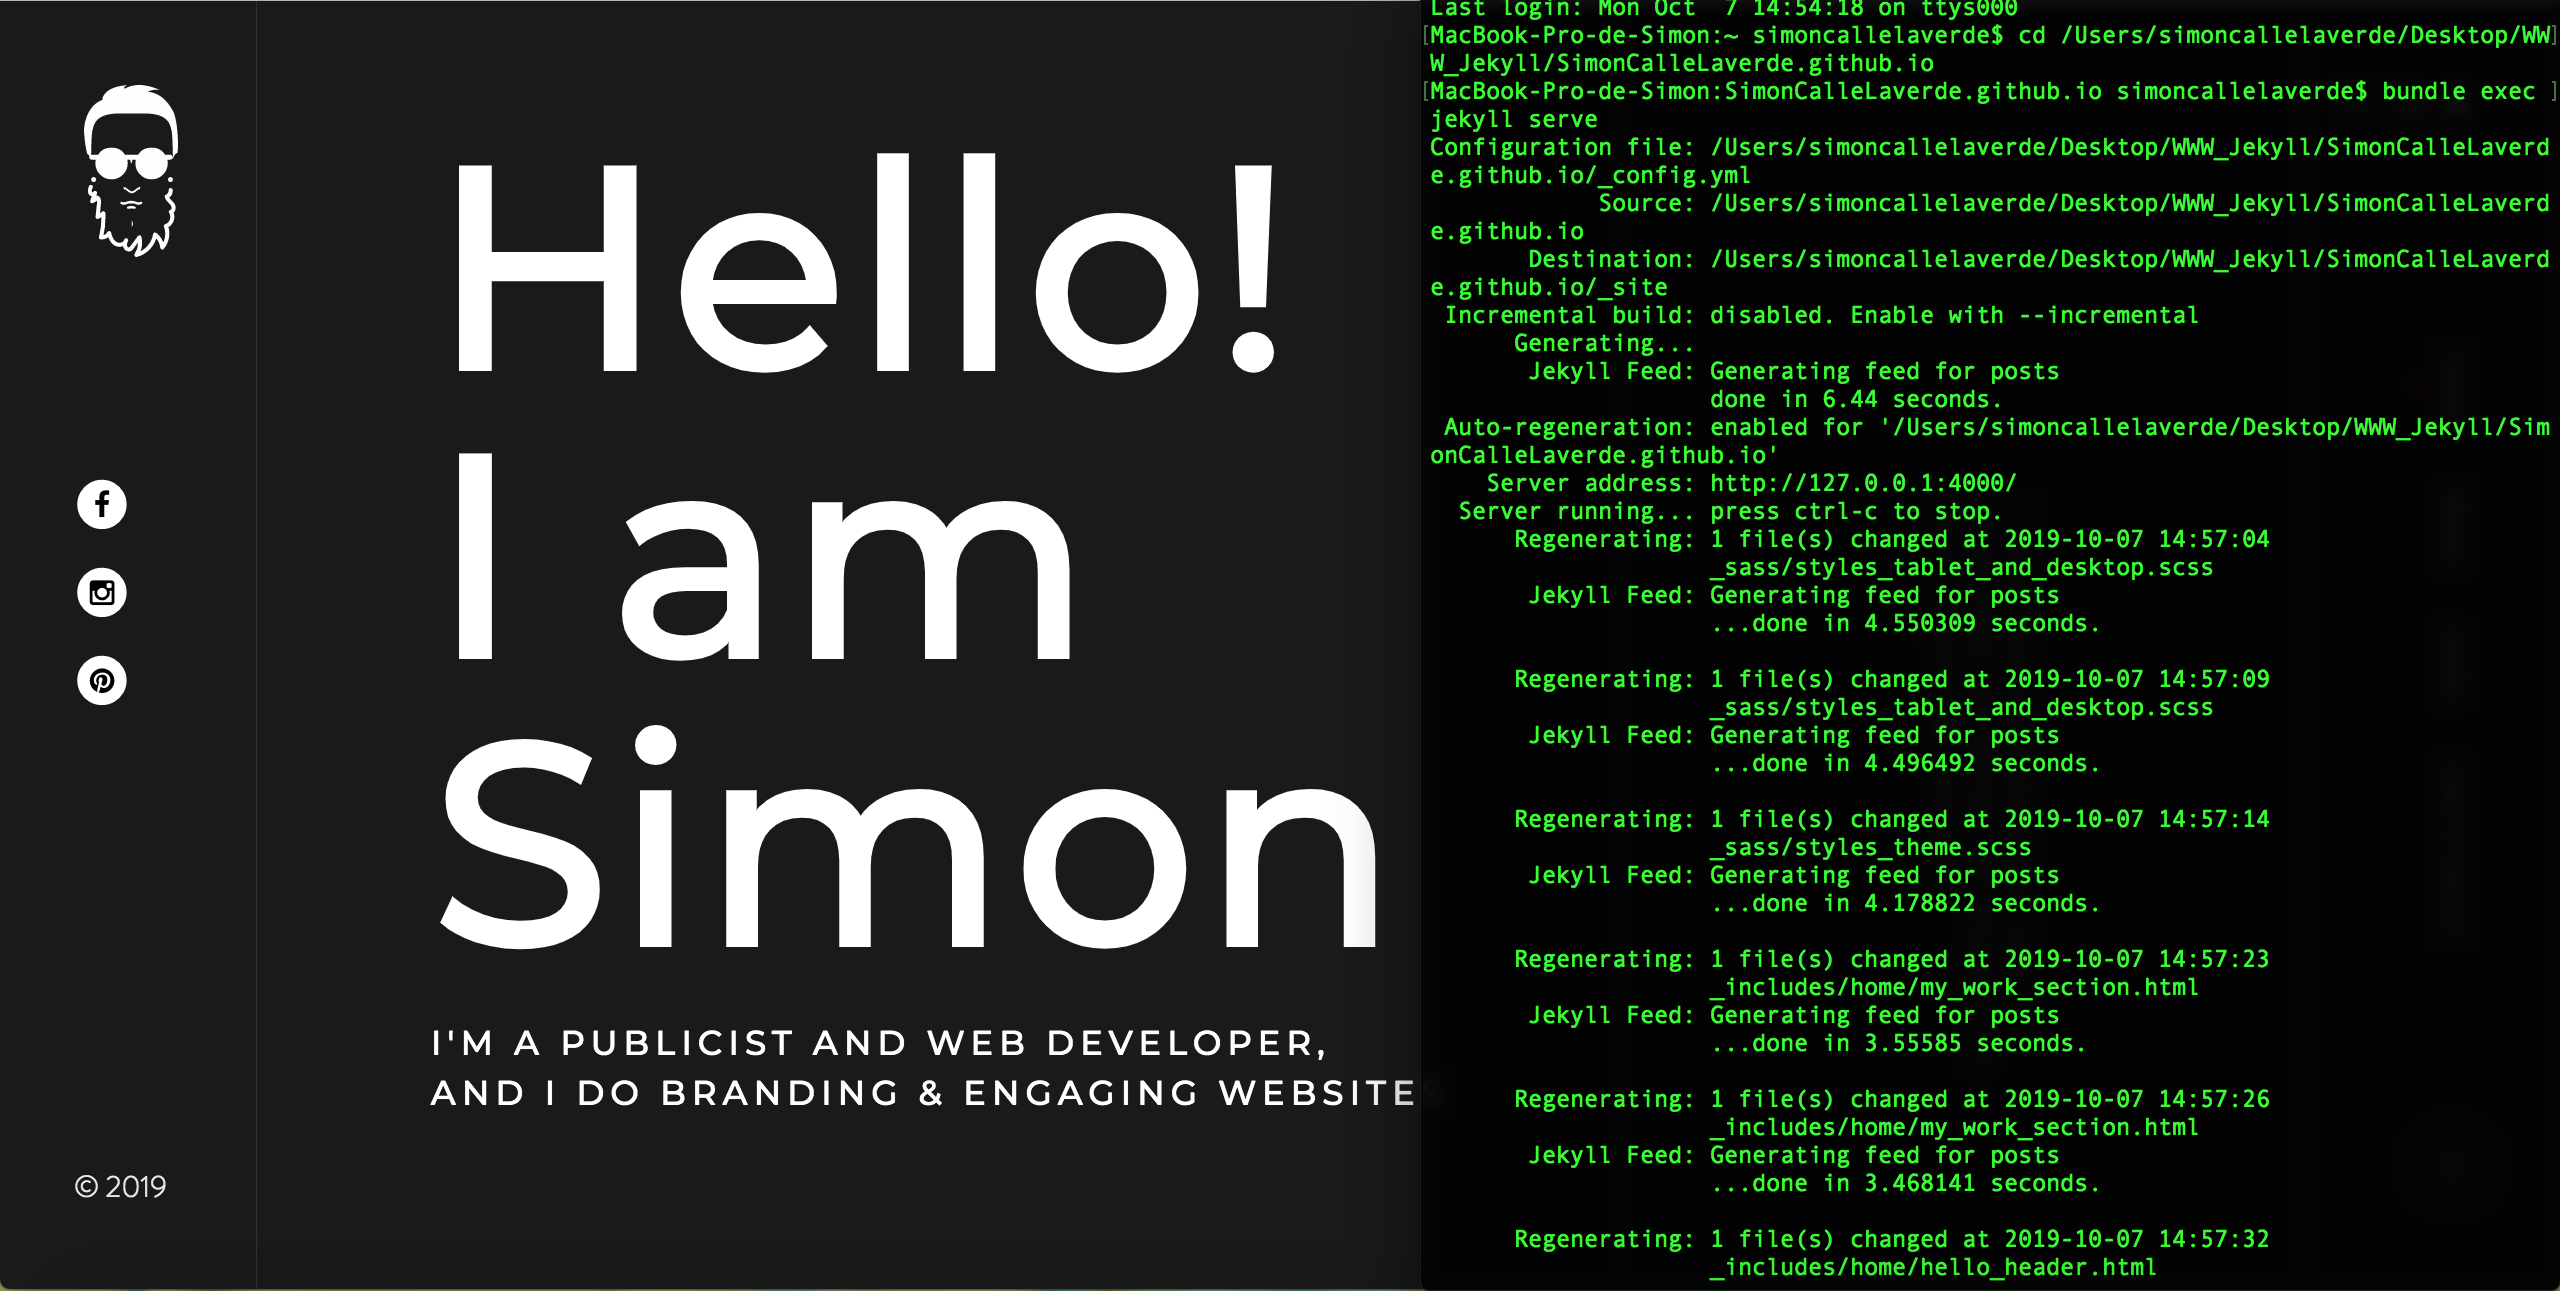 Hello!
I am
Simon
I'M A PUBLICIST AND WEB DEVELOPER,
AND I DO BRANDING & ENGAGING WEBSITES
© 2019
Last login: Mon Oct  7 14:54:18 on ttys000
[MacBook-Pro-de-Simon:~ simoncallelaverde$ cd /Users/simoncallelaverde/Desktop/WW]
W_Jekyll/SimonCalleLaverde.github.io
[MacBook-Pro-de-Simon:SimonCalleLaverde.github.io simoncallelaverde$ bundle exec ]
jekyll serve
Configuration file: /Users/simoncallelaverde/Desktop/WWW_Jekyll/SimonCalleLaverd
e.github.io/_config.yml
Source: /Users/simoncallelaverde/Desktop/WWW_Jekyll/SimonCalleLaverd
e.github.io
Destination: /Users/simoncallelaverde/Desktop/WWW_Jekyll/SimonCalleLaverd
e.github.io/_site
Incremental build: disabled. Enable with --incremental
Generating...
Jekyll Feed: Generating feed for posts
done in 6.44 seconds.
Auto-regeneration: enabled for '/Users/simoncallelaverde/Desktop/WWW_Jekyll/Sim
onCalleLaverde.github.io'
Server address: http://127.0.0.1:4000/
Server running... press ctrl-c to stop.
Regenerating: 1 file(s) changed at 2019-10-07 14:57:04
_sass/styles_tablet_and_desktop.scss
Jekyll Feed: Generating feed for posts
...done in 4.550309 seconds.
Regenerating: 1 file(s) changed at 2019-10-07 14:57:09
_sass/styles_tablet_and_desktop.scss
Jekyll Feed: Generating feed for posts
...done in 4.496492 seconds.
Regenerating: 1 file(s) changed at 2019-10-07 14:57:14
_sass/styles_theme.scss
Jekyll Feed: Generating feed for posts
...done in 4.178822 seconds.
Regenerating: 1 file(s) changed at 2019-10-07 14:57:23
_includes/home/my_work_section.html
Jekyll Feed: Generating feed for posts
...done in 3.55585 seconds.
Regenerating: 1 file(s) changed at 2019-10-07 14:57:26
_includes/home/my_work_section.html
Jekyll Feed: Generating feed for posts
...done in 3.468141 seconds.
Regenerating: 1 file(s) changed at 2019-10-07 14:57:32
_includes/home/hello_header.html